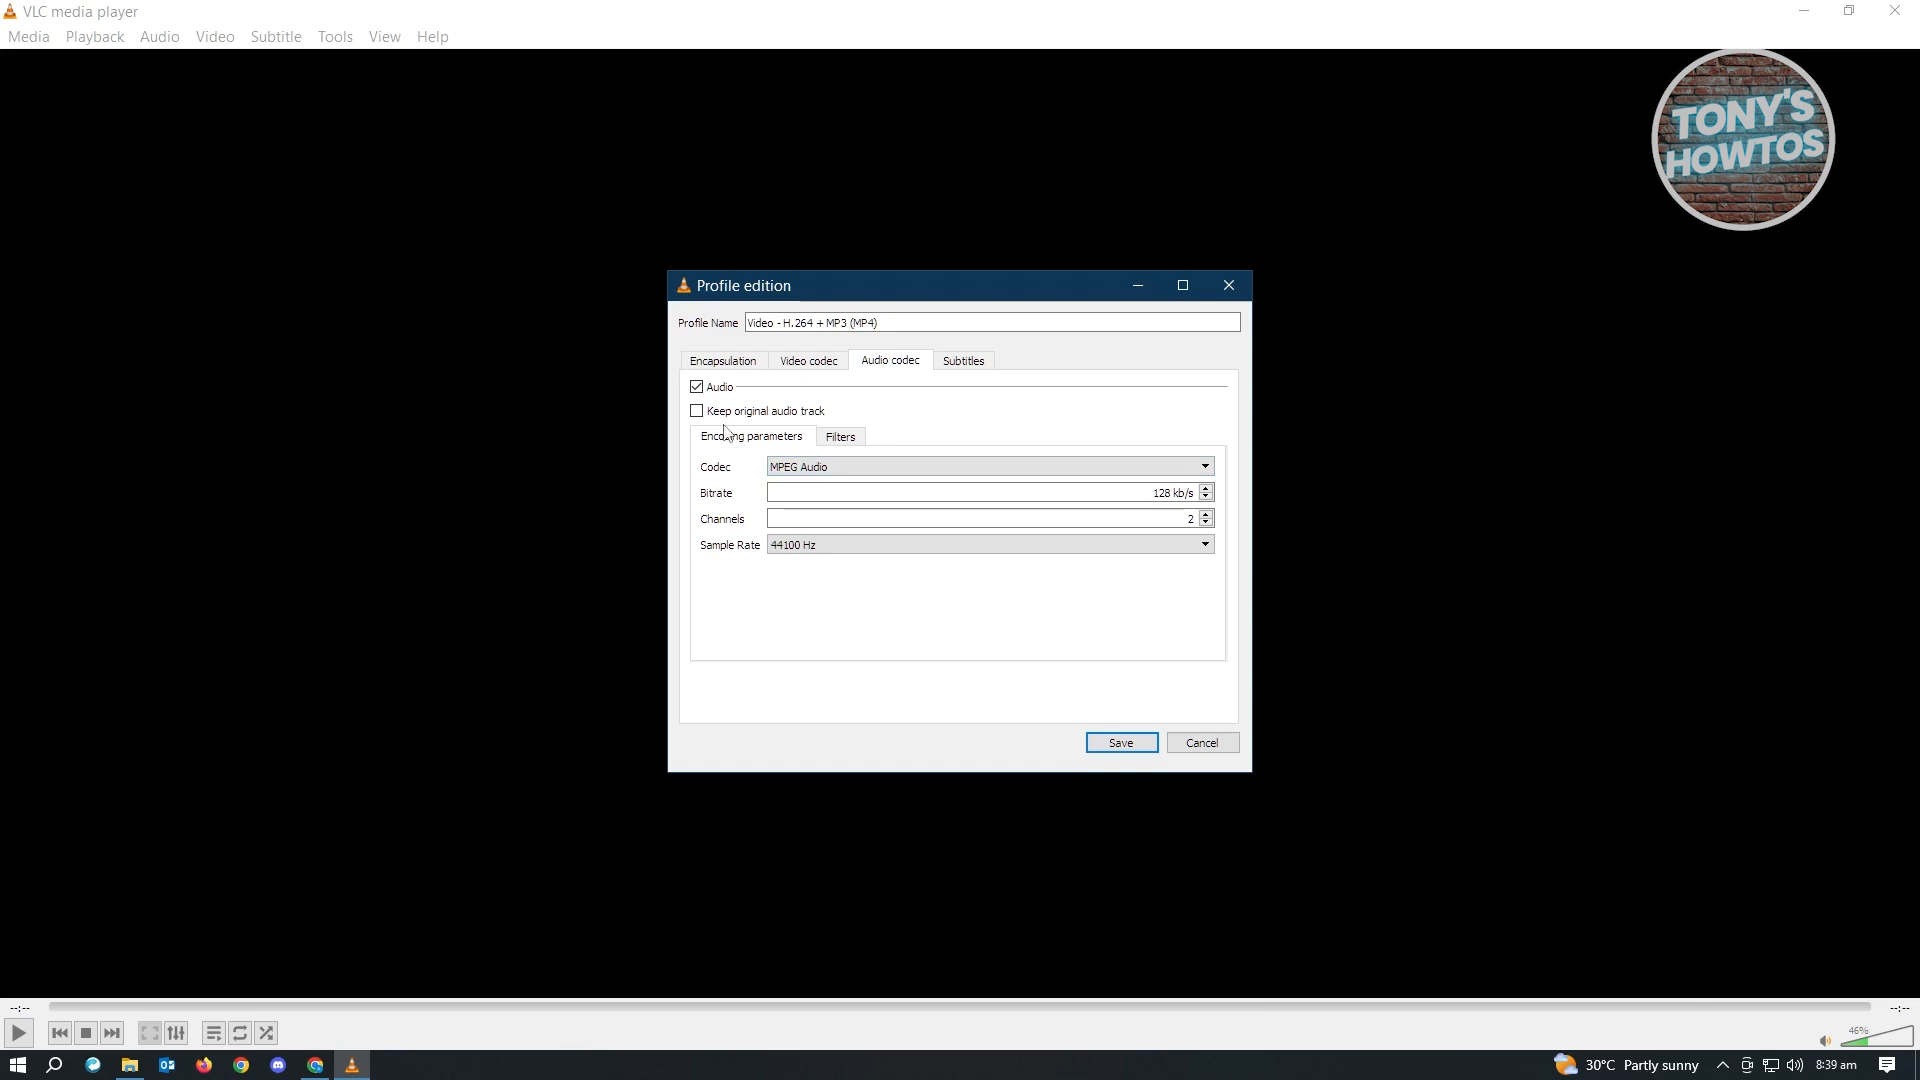 VLC media player
Media Playback Audio Video Subtitle Tools View Help
TONY'S
HOWTOS
Profile edition
Profile Name Video - H.264 + MP3 (MP4)
Encapsulation Video codec Audio codec Subtitles
Audio
Keep original audio track
Encoding parameters Filters
Codec MPEG Audio
Bitrate 128 kb/s
Channels 2
Sample Rate 44100 Hz
Save Cancel
--:-- --:--
46%
30°C Partly sunny 8:39 am